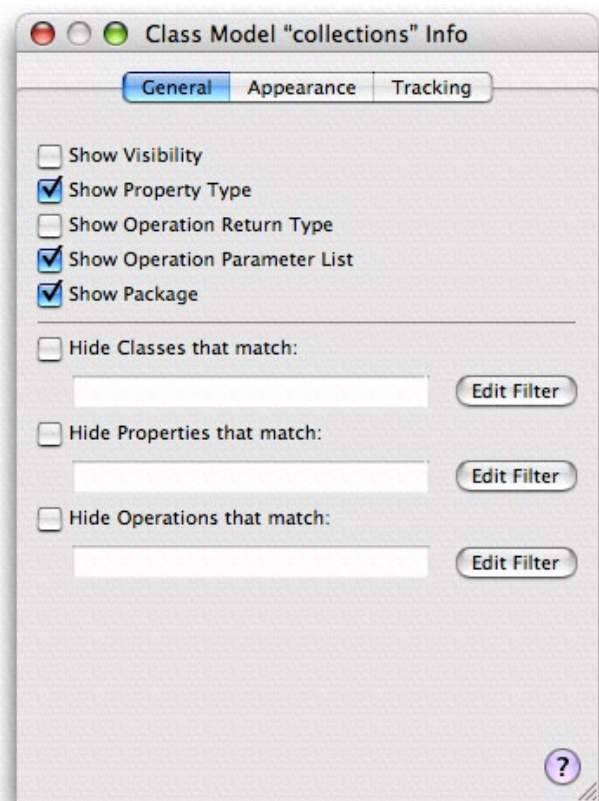 Class Model “collections” Info
General Appearance Tracking
Show Visibility
Show Property Type
Show Operation Return Type
Show Operation Parameter List
Show Package
Hide Classes that match:
Edit Filter
Hide Properties that match:
Edit Filter
Hide Operations that match:
Edit Filter
?